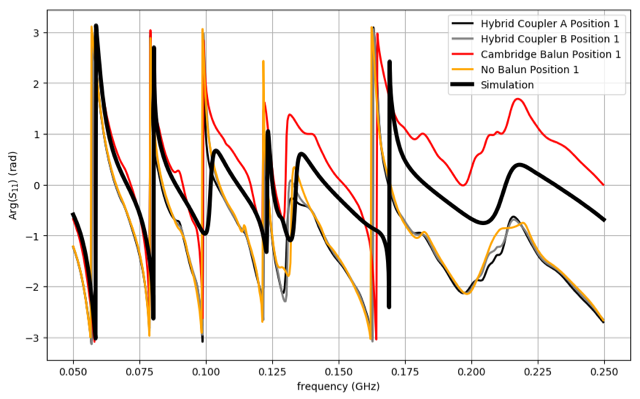 Hybrid Coupler A Position 1
Hybrid Coupler B Position 1
Cambridge Balun Position 1
No Balun Position 1
Simulation
Arg(S₁₁) (rad)
3
2
1
0
−1
−2
−3
0.050 0.075 0.100 0.125 0.150 0.175 0.200 0.225 0.250
frequency (GHz)